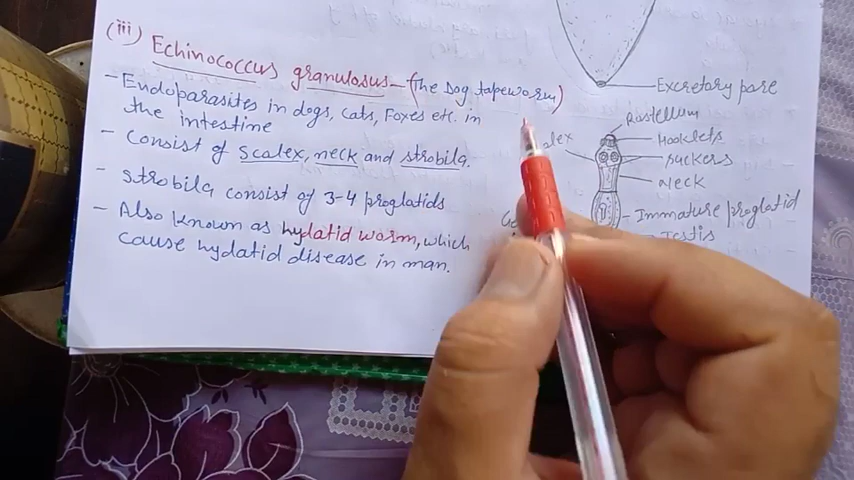 (iii) Echinococcus granulosus - (The Dog tapeworm)
- Endoparasites in dogs, cats, Foxes etc. in
the intestine
- Consist of Scalex, neck and strobila.
- Strobila consist of 3-4 proglatids
- Also known as hydatid worm, which
cause hydatid disease in man.
Excretory pore
Rostellum
Hooklets
Suckers
Neck
Immature proglatid
Testis